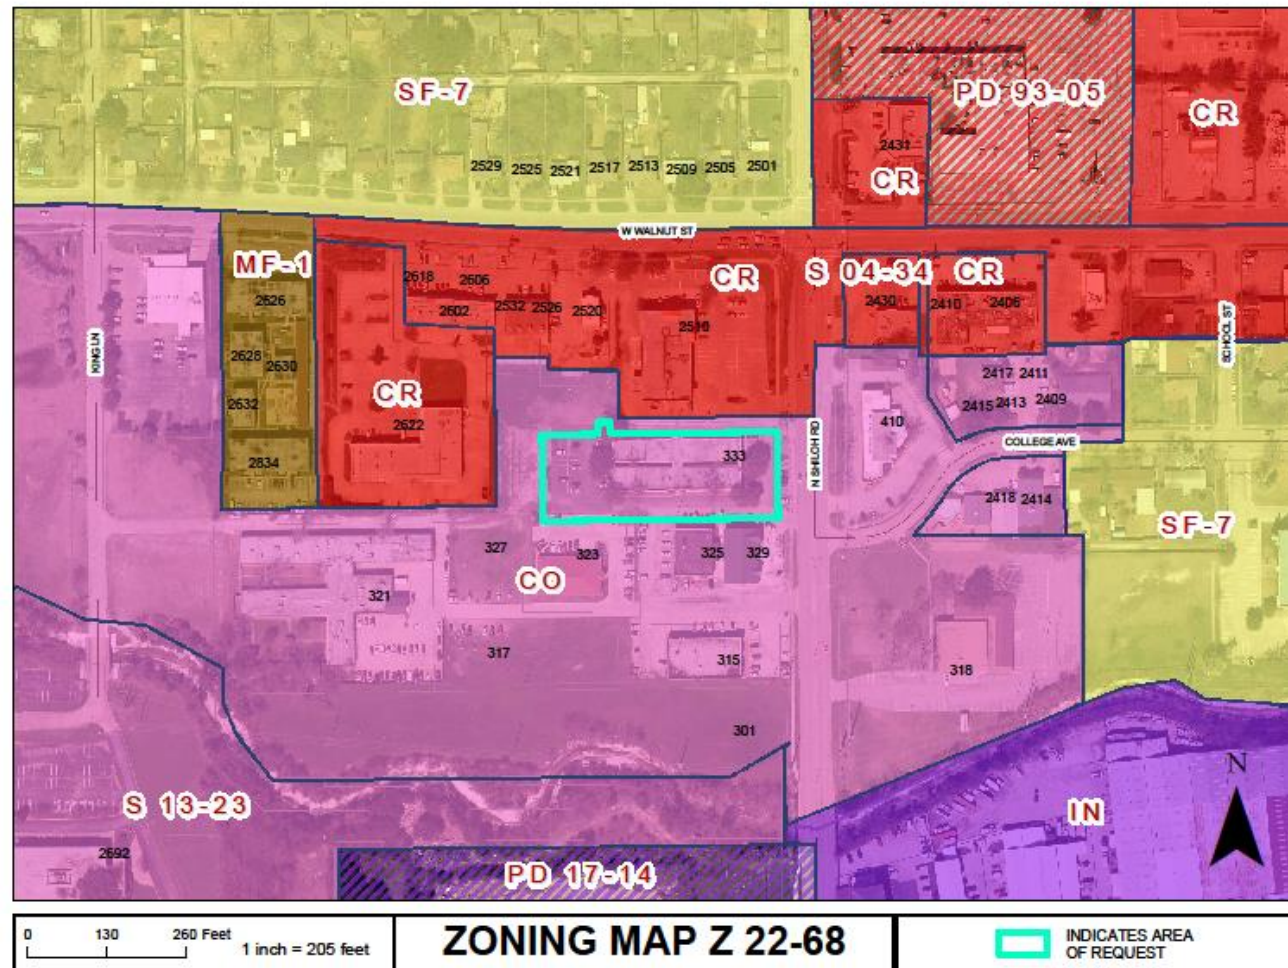 SF-7
PD 93-05
CR
2431
CR
2529
2525
2521
2517
2513
2509
2505
2501
W WALNUT ST
MF-1
2618
2606
CR
S 04-34
CR
2626
2602
2532
2526
2520
2510
2430
2410
2406
SCHOOL ST
KING LN
2628
2630
2632
CR
2622
2834
333
N SHILOH RD
410
2417
2411
2415
2413
2409
COLLEGE AVE
2418
2414
SF-7
327
323
325
329
CO
321
317
315
318
301
S 13-23
2692
PD 17-14
IN
N
0 130 260 Feet
1 inch = 205 feet
ZONING MAP Z 22-68
INDICATES AREA
OF REQUEST